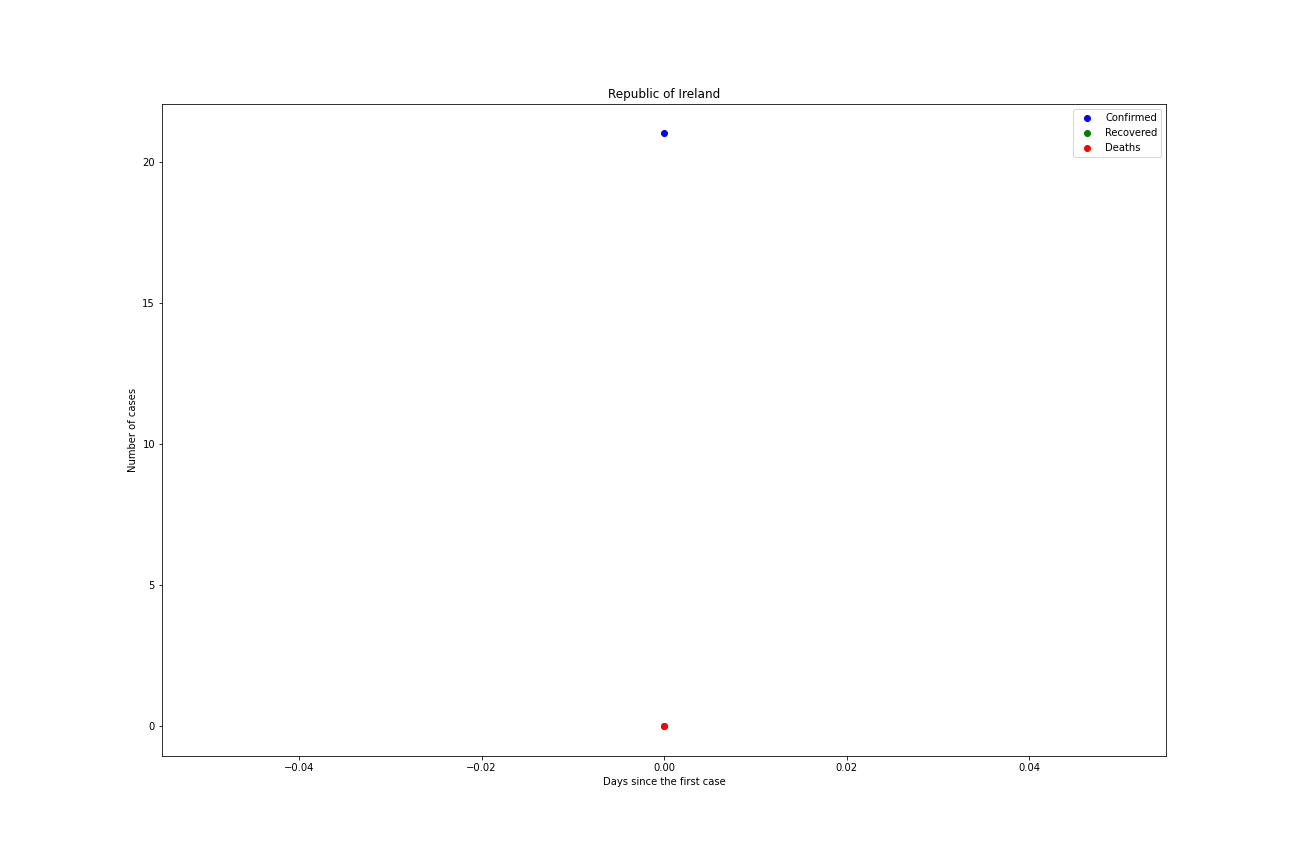 Republic of Ireland
Confirmed
Recovered
Deaths
20
15
10
5
0
Number of cases
−0.04 −0.02 0.00 0.02 0.04
Days since the first case